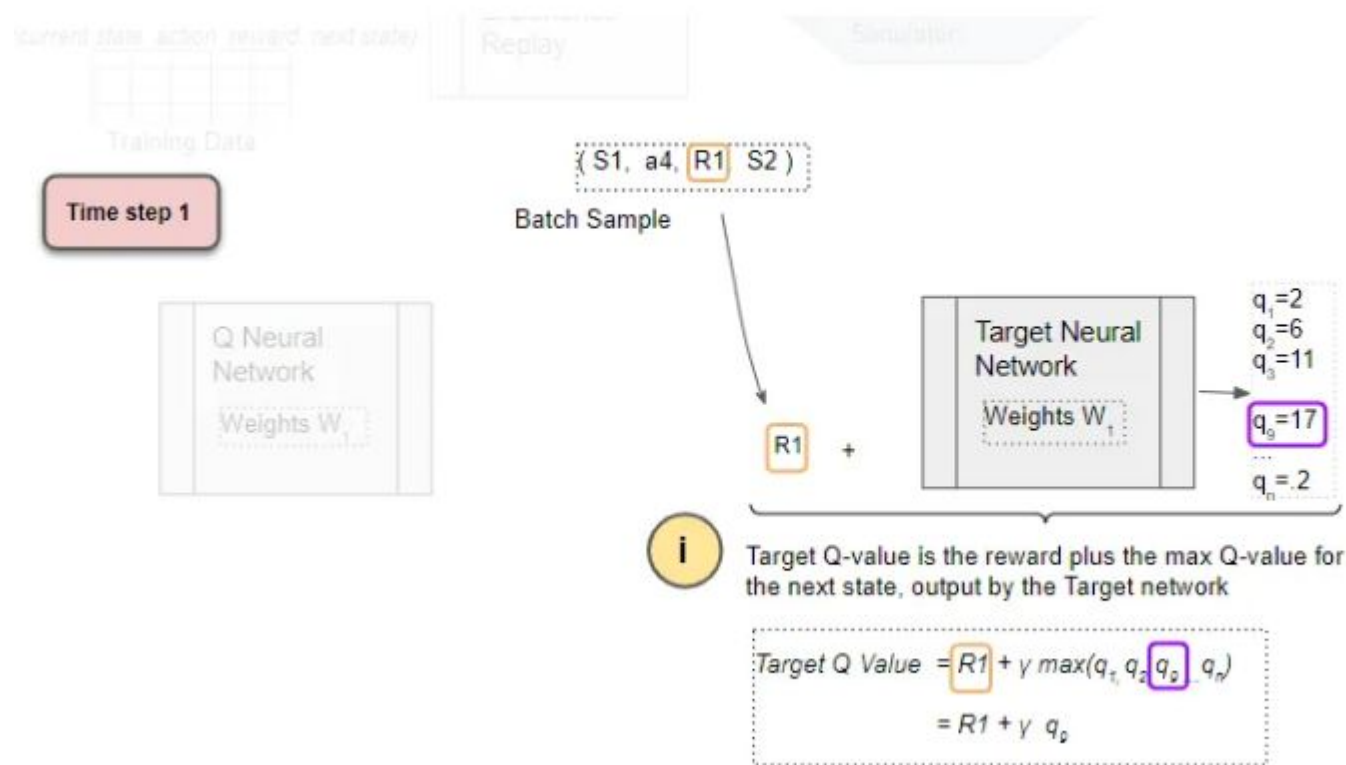 (current state, action, reward, next state)
Replay
Simulator
Training Data
( S1, a4, R1, S2 )
Time step 1
Batch Sample
Q Neural
Network
Weights W₁
Target Neural
Network
Weights W₁
q₁=2
q₂=6
q₃=11
q₉=17
...
qₙ=.2
R1 +
i
Target Q-value is the reward plus the max Q-value for
the next state, output by the Target network
Target Q Value = R1 + γ max(q₁, q₂ q₉ ... qₙ)
= R1 + γ q₉